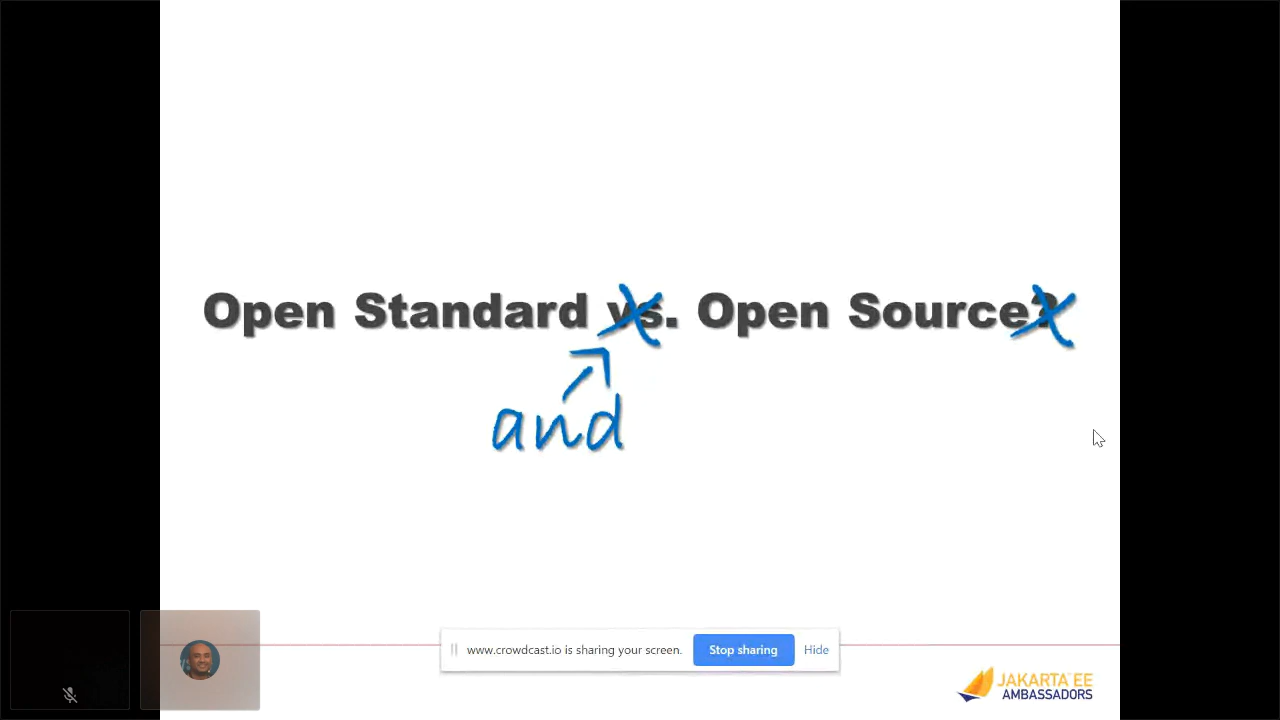 Open Standard vs. Open Source?
and
www.crowdcast.io is sharing your screen. Stop sharing Hide
JAKARTA EE
AMBASSADORS